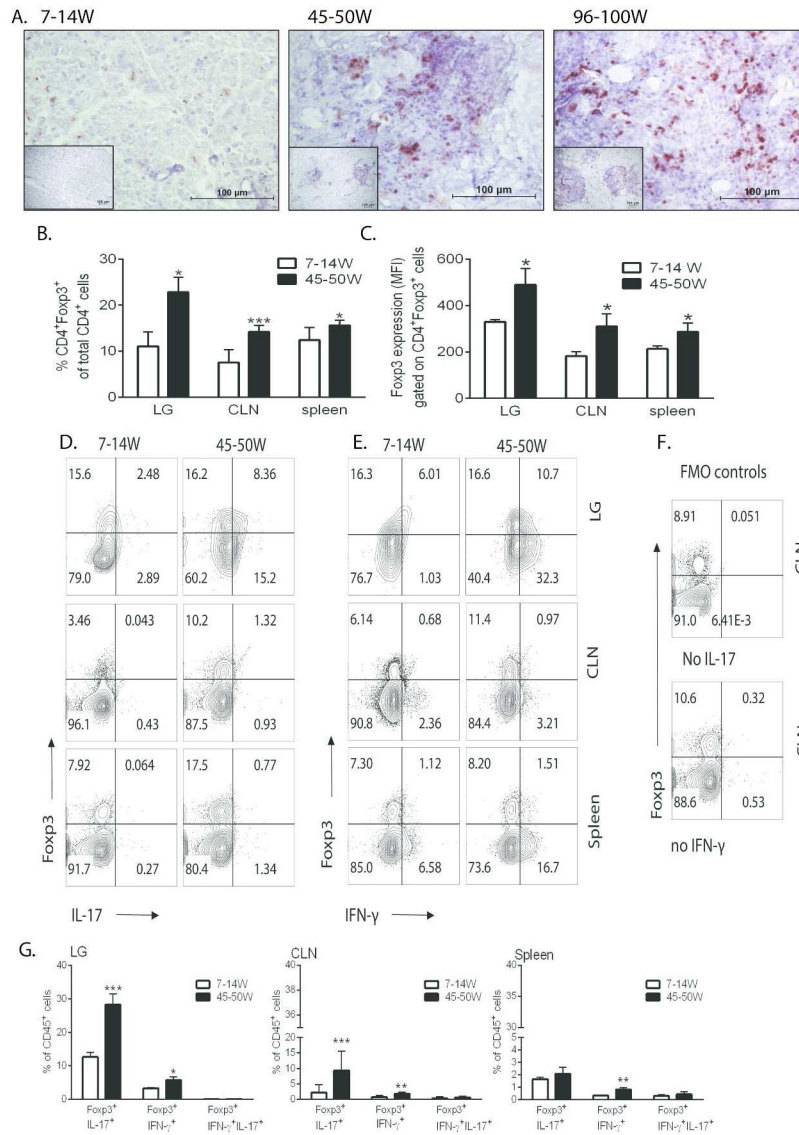 A. 7-14W 45-50W 96-100W
100 µm 100 µm 100 µm
B. C.
% CD4+Foxp3+
of total CD4+ cells
30
20
10
0
7-14W
45-50W
* *** *
LG CLN spleen
Foxp3 expression (MFI)
gated on CD4+Foxp3+ cells
600
400
200
0
7-14 W
45-50W
* * *
LG CLN spleen
D. 7-14W 45-50W
15.6 2.48 16.2 8.36
79.0 2.89 60.2 15.2
3.46 0.043 10.2 1.32
96.1 0.43 87.5 0.93
7.92 0.064 17.5 0.77
91.7 0.27 80.4 1.34
Foxp3
IL-17
E. 7-14W 45-50W
16.3 6.01 16.6 10.7
76.7 1.03 40.4 32.3
LG
6.14 0.68 11.4 0.97
90.8 2.36 84.4 3.21
CLN
7.30 1.12 8.20 1.51
85.0 6.58 73.6 16.7
Spleen
Foxp3
IFN-γ
F.
FMO controls
8.91 0.051
91.0 6.41E-3
CLN
No IL-17
10.6 0.32
88.6 0.53
CLN
Foxp3
no IFN-γ
G. LG
% of CD45+ cells
40
30
20
10
0
7-14W
45-50W
*** *
Foxp3+ Foxp3+ Foxp3+
IL-17+ IFN-γ+ IFN-γ+IL-17+
CLN
% of CD45+ cells
40
35
30
20
15
10
5
0
7-14W
45-50W
*** **
Foxp3+ Foxp3+ Foxp3+
IL-17+ IFN-γ+ IFN-γ+IL-17+
Spleen
% of CD45+ cells
40
35
30
5
4
3
2
1
0
7-14W
45-50W
**
Foxp3+ Foxp3+ Foxp3+
IL-17+ IFN-γ+ IFN-γ+IL-17+